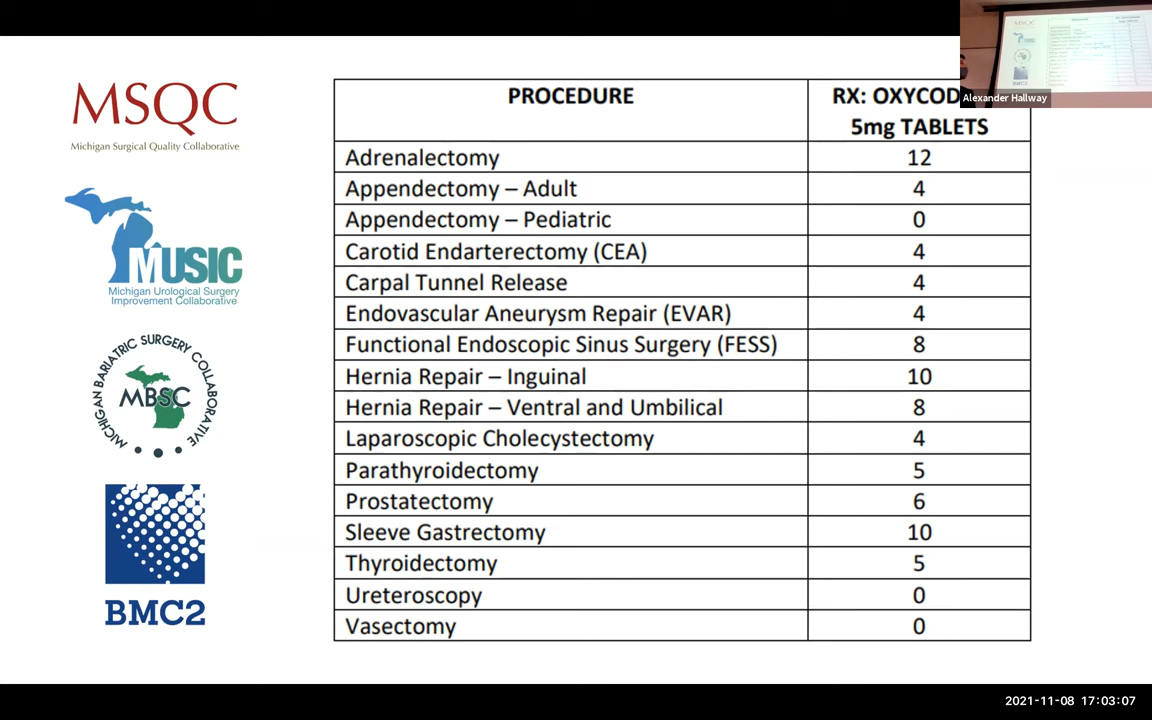 MSQC
Michigan Surgical Quality Collaborative
MUSIC
Michigan Urological Surgery
Improvement Collaborative
MICHIGAN BARIATRIC SURGERY COLLABORATIVE
MBSC
BMC2
PROCEDURE RX: OXYCOD
5mg TABLETS
Adrenalectomy 12
Appendectomy – Adult 4
Appendectomy – Pediatric 0
Carotid Endarterectomy (CEA) 4
Carpal Tunnel Release 4
Endovascular Aneurysm Repair (EVAR) 4
Functional Endoscopic Sinus Surgery (FESS) 8
Hernia Repair – Inguinal 10
Hernia Repair – Ventral and Umbilical 8
Laparoscopic Cholecystectomy 4
Parathyroidectomy 5
Prostatectomy 6
Sleeve Gastrectomy 10
Thyroidectomy 5
Ureteroscopy 0
Vasectomy 0
MSQC
Alexander Hallway
2021-11-08 17:03:07